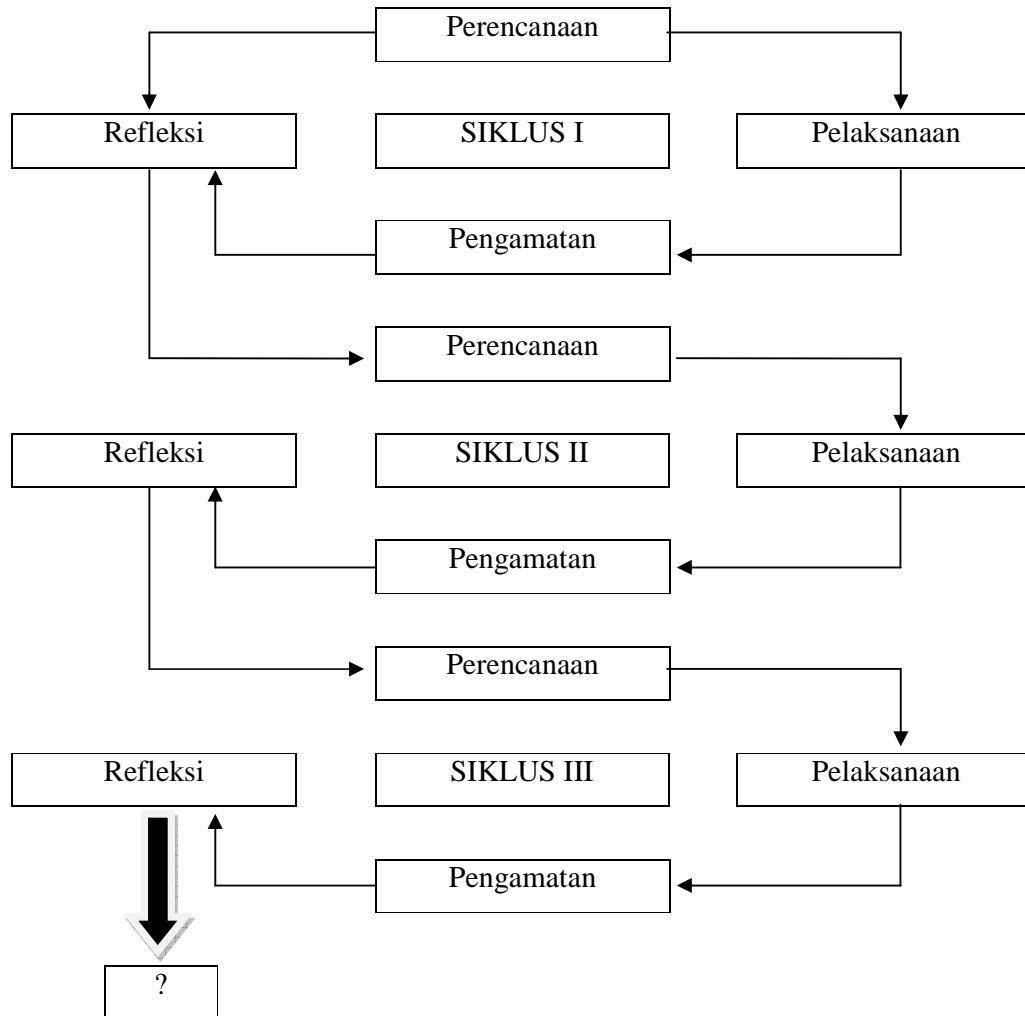 Perencanaan
Refleksi
SIKLUS I
Pelaksanaan
Pengamatan
Perencanaan
Refleksi
SIKLUS II
Pelaksanaan
Pengamatan
Perencanaan
Refleksi
SIKLUS III
Pelaksanaan
Pengamatan
?